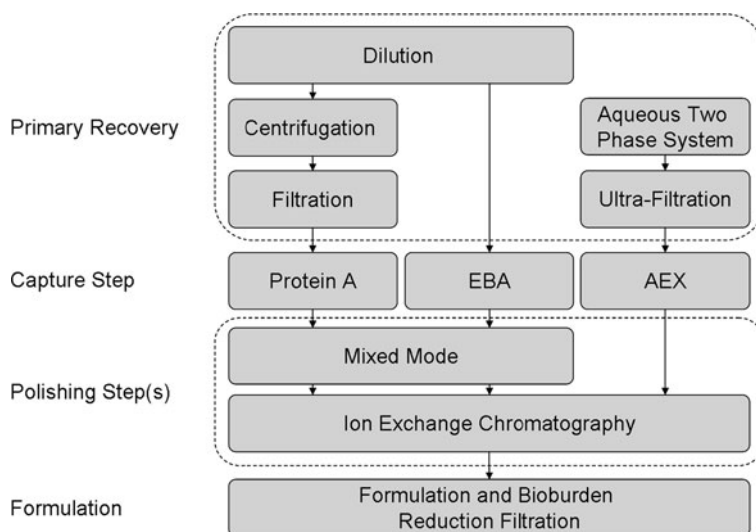 Dilution
Primary Recovery
Centrifugation
Aqueous Two
Phase System
Filtration
Ultra-Filtration
Capture Step
Protein A
EBA
AEX
Polishing Step(s)
Mixed Mode
Ion Exchange Chromatography
Formulation
Formulation and Bioburden
Reduction Filtration